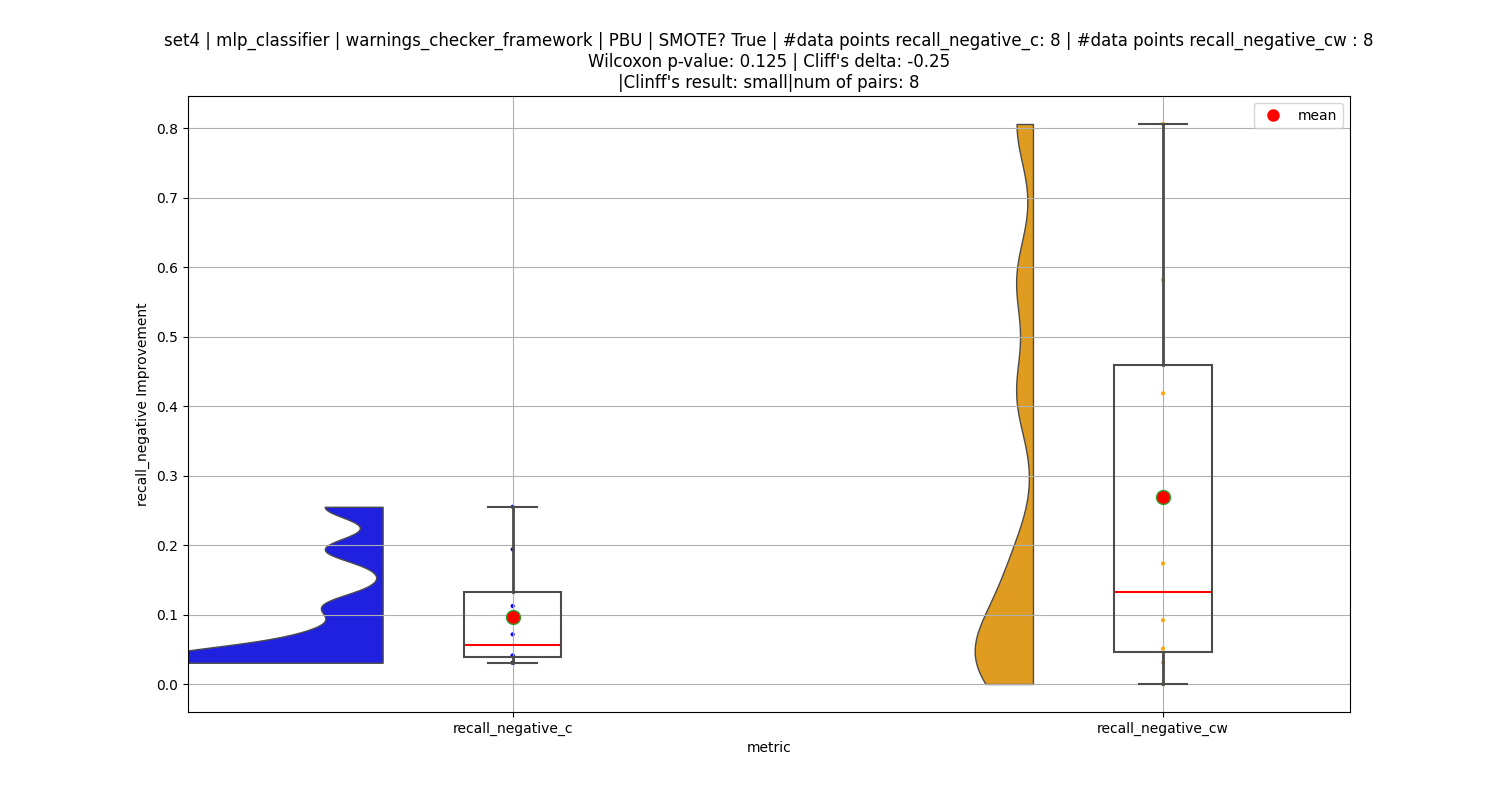 set4 | mlp_classifier | warnings_checker_framework | PBU | SMOTE? True | #data points recall_negative_c: 8 | #data points recall_negative_cw : 8
Wilcoxon p-value: 0.125 | Cliff's delta: -0.25
|Clinff's result: small|num of pairs: 8
mean
0.8
0.7
0.6
0.5
0.4
0.3
0.2
0.1
0.0
recall_negative Improvement
recall_negative_c
recall_negative_cw
metric